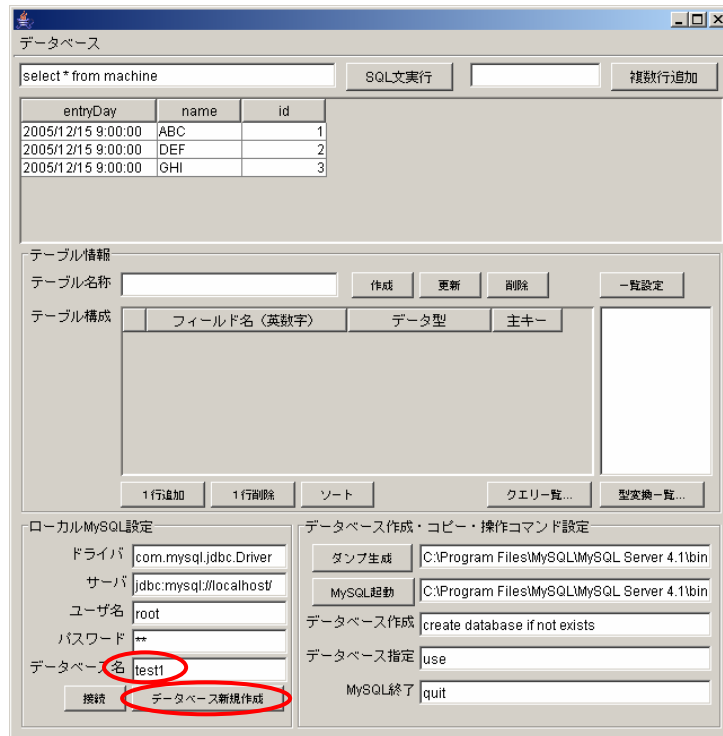 データベース
select * from machine SQL文実行 複数行追加
entryDay name id
2005/12/15 9:00:00 ABC 1
2005/12/15 9:00:00 DEF 2
2005/12/15 9:00:00 GHI 3
テーブル情報
テーブル名称 作成 更新 削除 一覧設定
テーブル構成 フィールド名（英数字） データ型 主キー
1行追加 1行削除 ソート クエリ一覧... 型変換一覧...
ローカルMySQL設定
ドライバ com.mysql.jdbc.Driver
サーバ jdbc:mysql://localhost/
ユーザ名 root
パスワード **
データベース名 test1
接続 データベース新規作成
データベース作成・コピー・操作コマンド設定
ダンプ生成 C:\Program Files\MySQL\MySQL Server 4.1\bin
MySQL起動 C:\Program Files\MySQL\MySQL Server 4.1\bin
データベース作成 create database if not exists
データベース指定 use
MySQL終了 quit